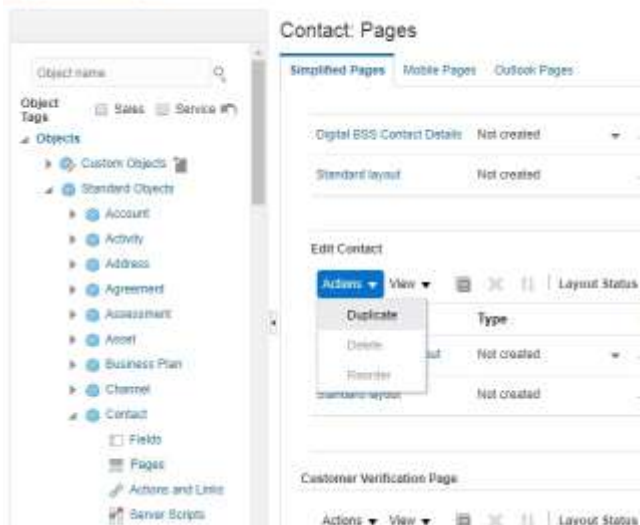 Contact: Pages
Object name
Object Tags
Sales
Service
Objects
Custom Objects
Standard Objects
Account
Activity
Address
Agreement
Assessment
Asset
Business Plan
Channel
Contact
Fields
Pages
Actions and Links
Server Scripts
Simplified Pages
Mobile Pages
Outlook Pages
Digital BSS Contact Details Not created
Standard layout Not created
Edit Contact
Actions View Layout Status
Duplicate
Delete
Reorder
Type
Not created
Standard layout Not created
Customer Verification Page
Actions View Layout Status